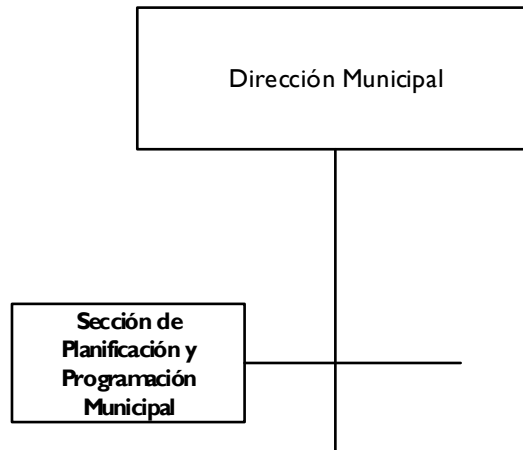 Dirección Municipal
Sección de
Planificación y
Programación
Municipal